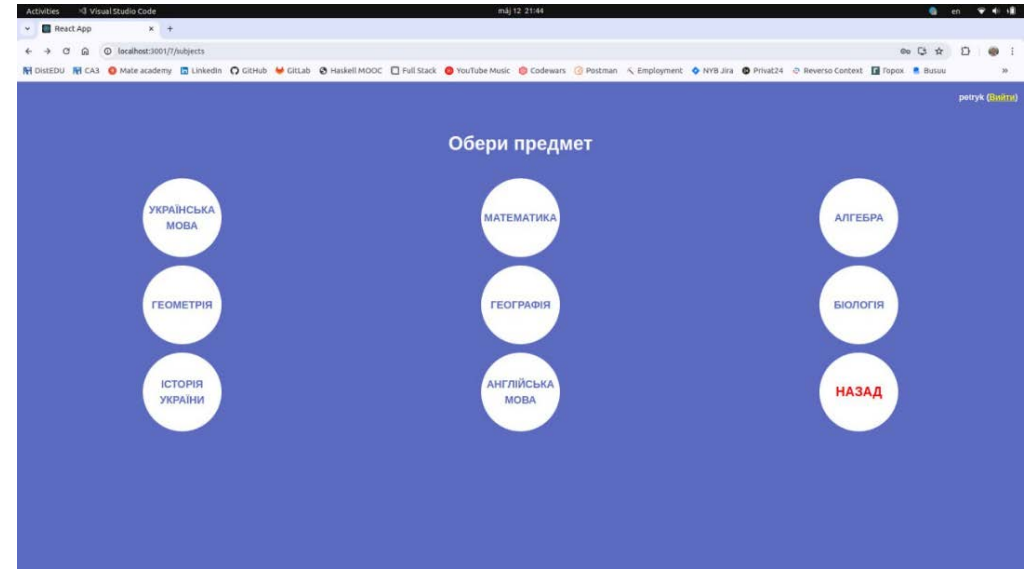 Activities Visual Studio Code máj 12 21:44 en
React App
localhost:3001/7/subjects
DistEDU CA3 Mate academy Linkedin GitHub GitLab Haskell MOOC Full Stack YouTube Music Codewars Postman Employment NYB Jira Privat24 Reverso Context Горох Busuu
petryk (Вийти)
Обери предмет
УКРАЇНСЬКА
МОВА
МАТЕМАТИКА
АЛГЕБРА
ГЕОМЕТРІЯ
ГЕОГРАФІЯ
БІОЛОГІЯ
ІСТОРІЯ
УКРАЇНИ
АНГЛІЙСЬКА
МОВА
НАЗАД